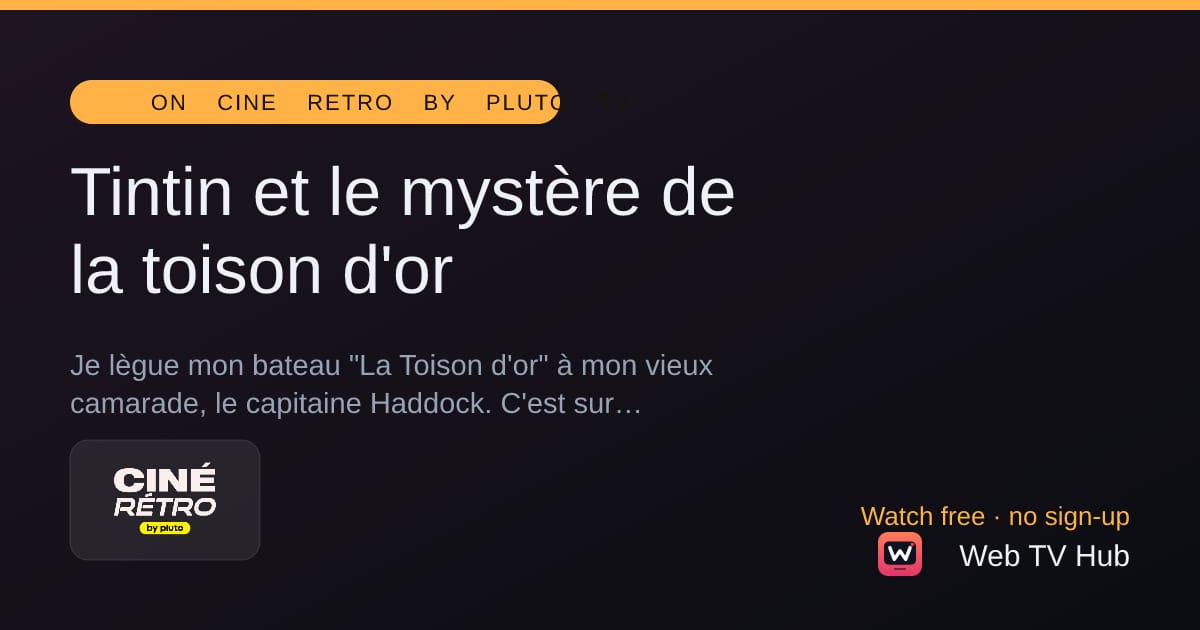 ON CINE RETRO BY PLUTO TV
Tintin et le mystère de
la toison d'or
Je lègue mon bateau "La Toison d'or" à mon vieux
camarade, le capitaine Haddock. C'est sur…
CINÉ
RÉTRO
by pluto
Watch free · no sign-up
W
Web TV Hub